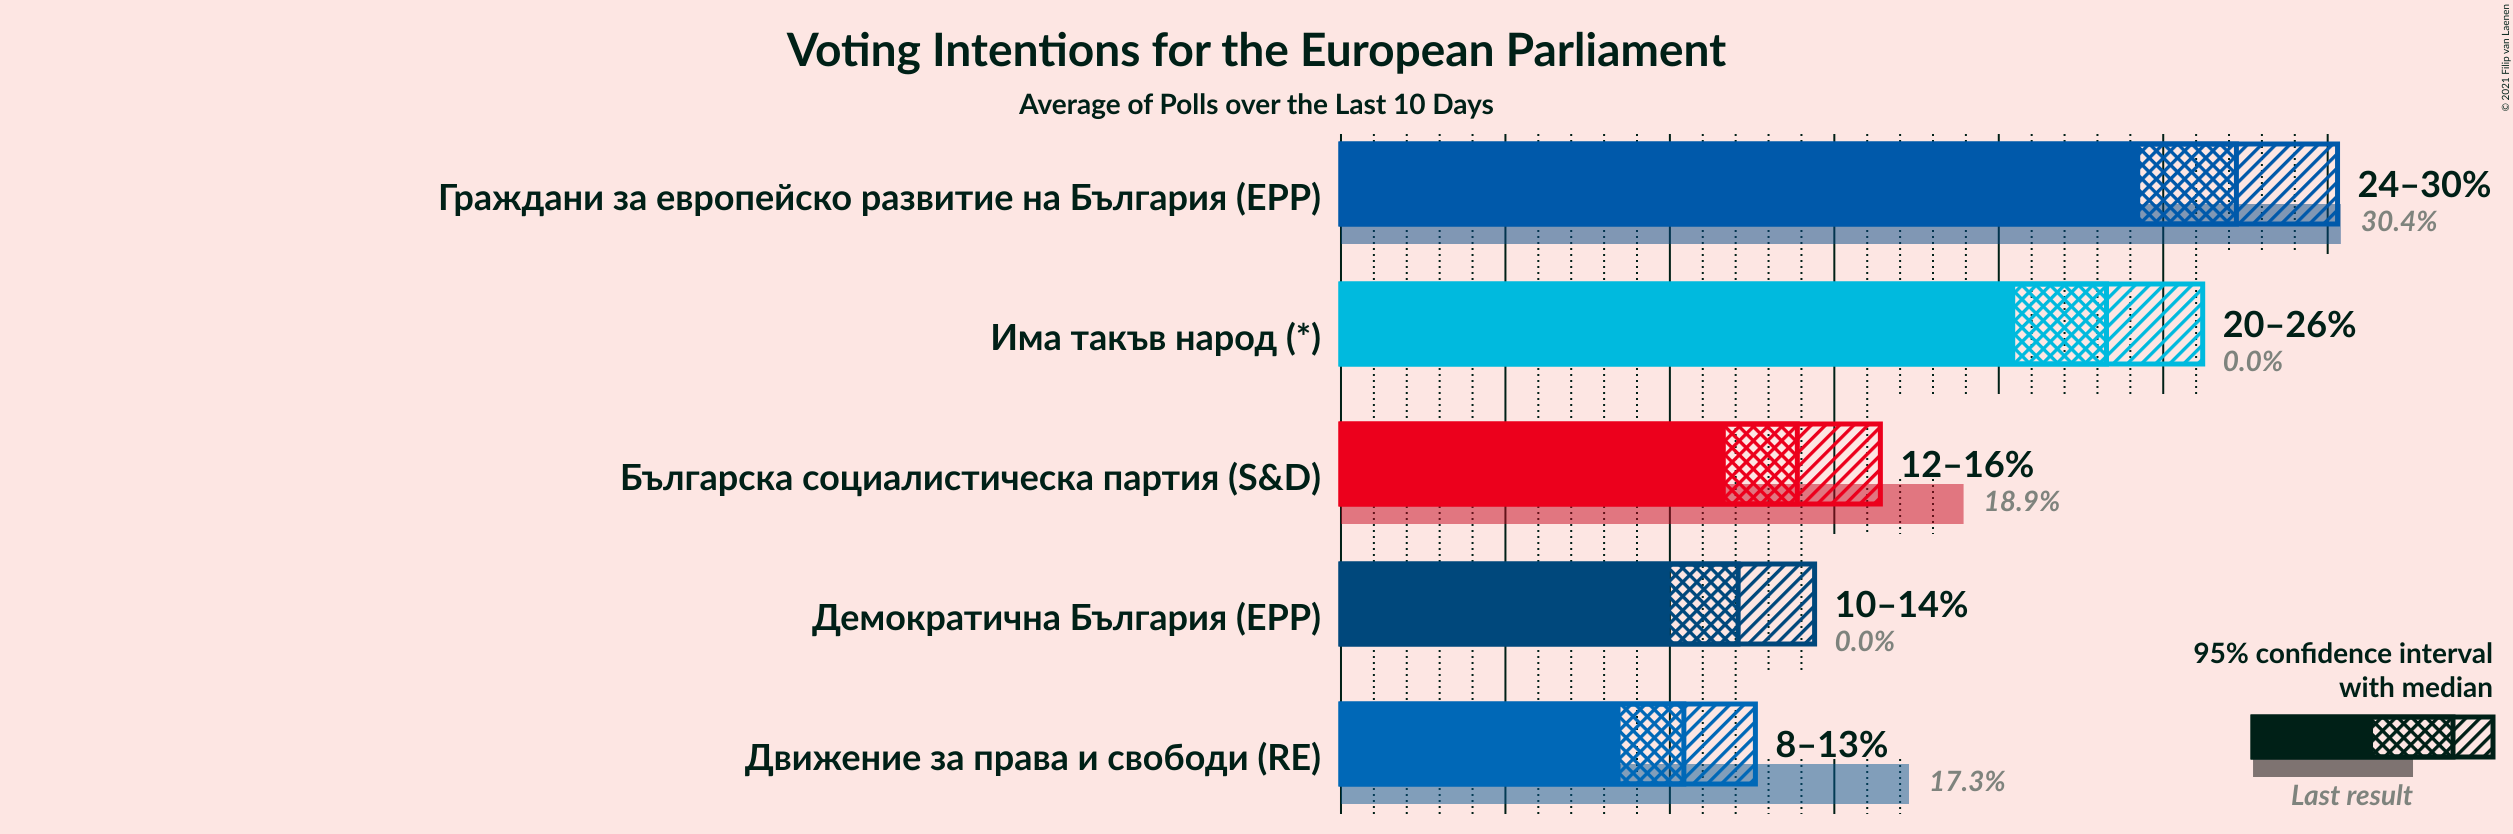 Voting Intentions for the European Parliament
Average of Polls over the Last 10 Days
© 2021 Filip van Laenen
Граждани за европейско развитие на България (EPP)
24–30%
30.4%
Има такъв народ (*)
20–26%
0.0%
Българска социалистическа партия (S&D)
12–16%
18.9%
Демократична България (EPP)
10–14%
0.0%
Движение за права и свободи (RE)
8–13%
17.3%
95% confidence interval
with median
Last result